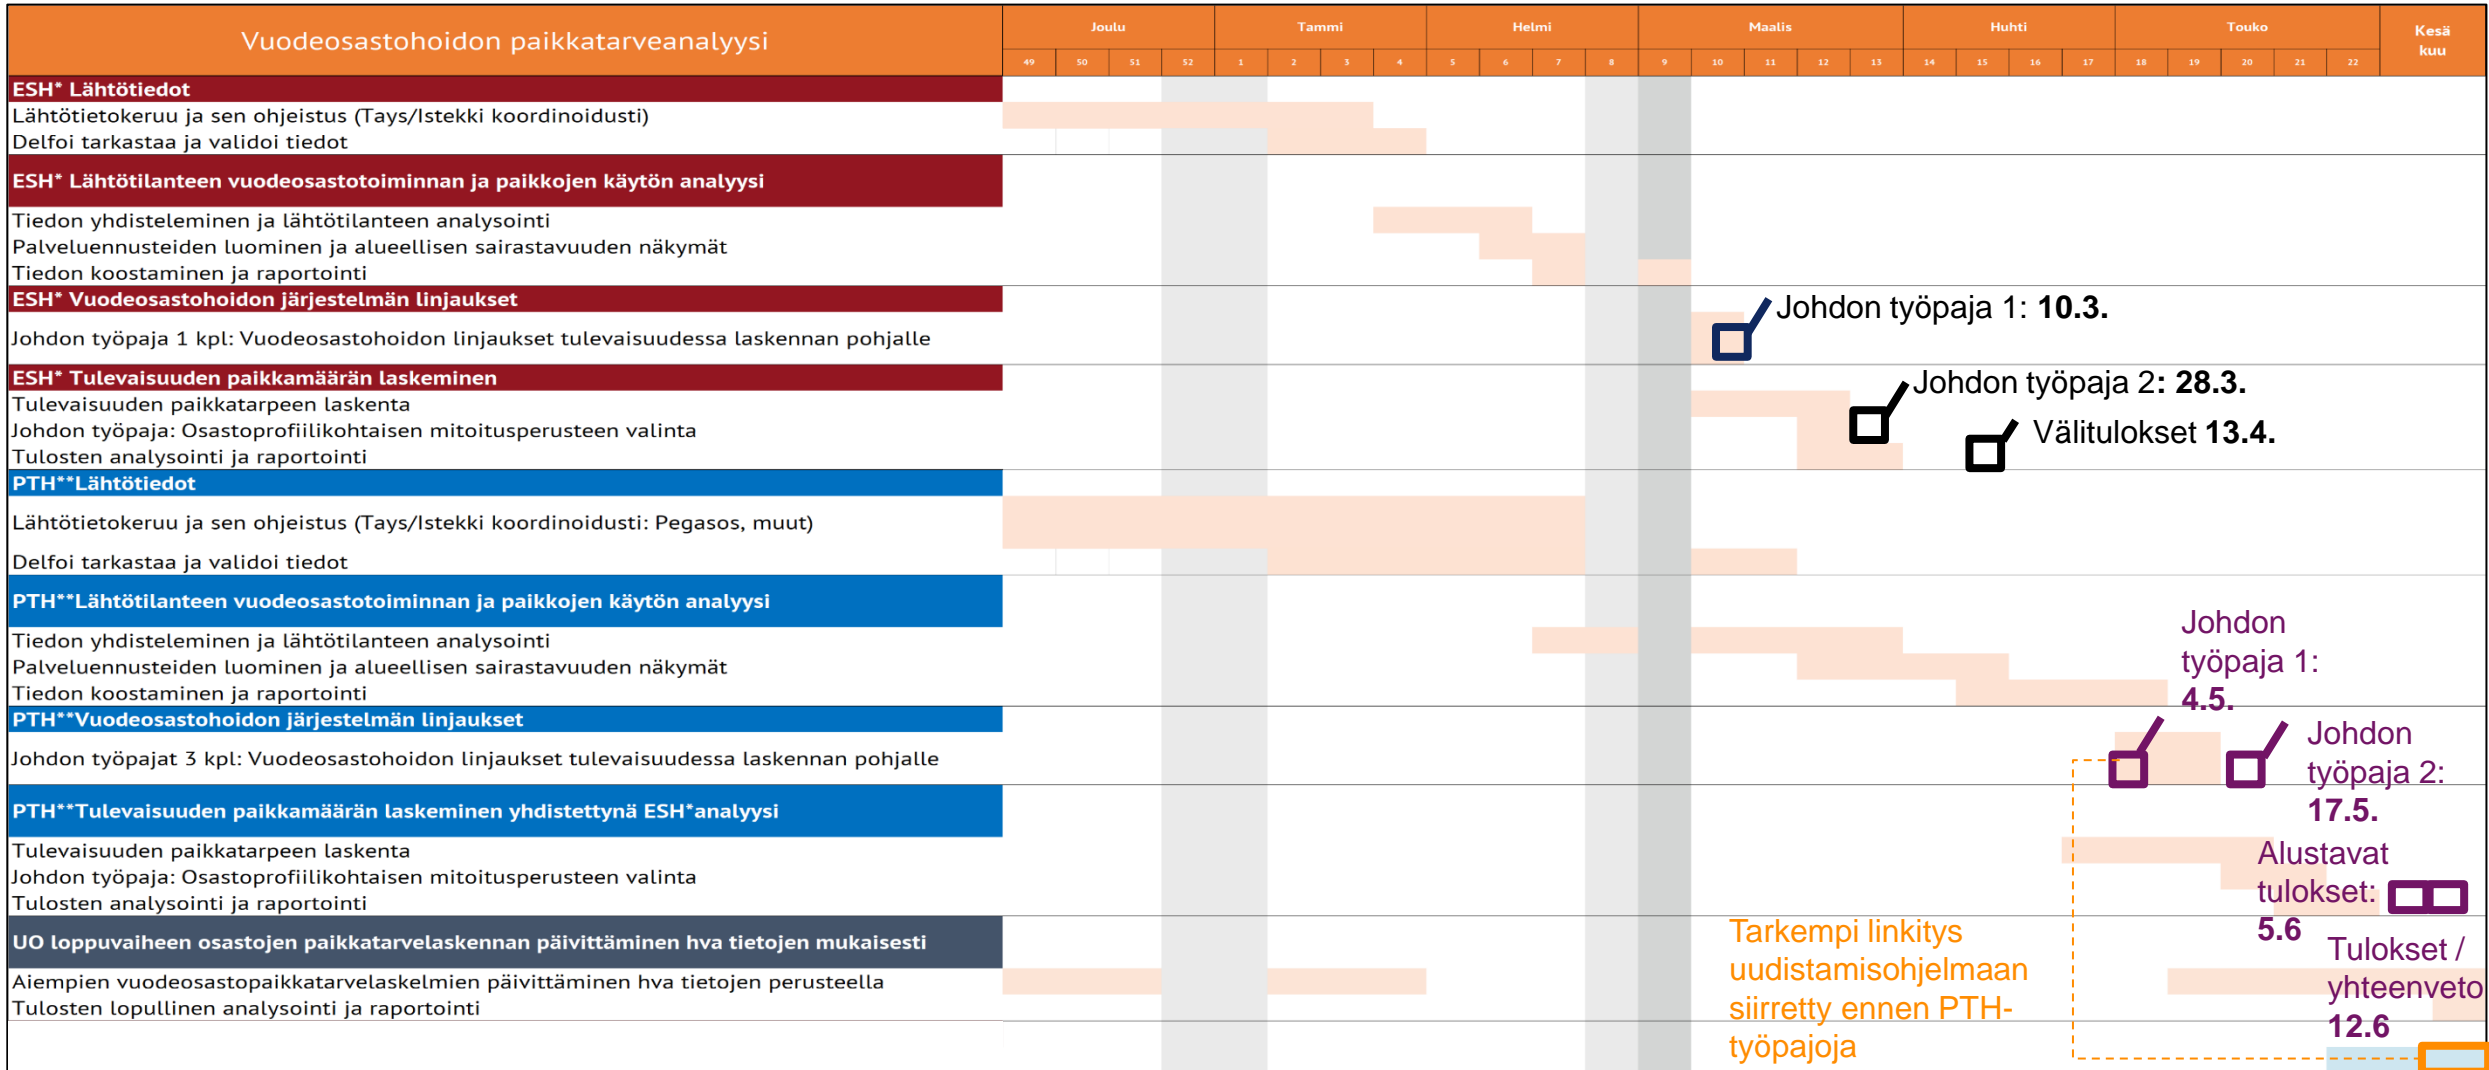 Vuodeosastohoidon paikkatarveanalyysi
Joulu Tammi Helmi Maalis Huhti Touko Kesä
kuu
49 50 51 52 1 2 3 4 5 6 7 8 9 10 11 12 13 14 15 16 17 18 19 20 21 22
ESH* Lähtötiedot
Lähtötietokeruu ja sen ohjeistus (Tays/Istekki koordinoidusti)
Delfoi tarkastaa ja validoi tiedot
ESH* Lähtötilanteen vuodeosastotoiminnan ja paikkojen käytön analyysi
Tiedon yhdisteleminen ja lähtötilanteen analysointi
Palveluennusteiden luominen ja alueellisen sairastavuuden näkymät
Tiedon koostaminen ja raportointi
ESH* Vuodeosastohoidon järjestelmän linjaukset
Johdon työpaja 1: 10.3.
Johdon työpaja 1 kpl: Vuodeosastohoidon linjaukset tulevaisuudessa laskennan pohjalle
ESH* Tulevaisuuden paikkamäärän laskeminen
Johdon työpaja 2: 28.3.
Tulevaisuuden paikkatarpeen laskenta
Johdon työpaja: Osastoprofiilikohtaisen mitoitusperusteen valinta
Välitulokset 13.4.
Tulosten analysointi ja raportointi
PTH**Lähtötiedot
Lähtötietokeruu ja sen ohjeistus (Tays/Istekki koordinoidusti: Pegasos, muut)
Delfoi tarkastaa ja validoi tiedot
PTH**Lähtötilanteen vuodeosastotoiminnan ja paikkojen käytön analyysi
Tiedon yhdisteleminen ja lähtötilanteen analysointi
Palveluennusteiden luominen ja alueellisen sairastavuuden näkymät
Tiedon koostaminen ja raportointi
Johdon
työpaja 1:
4.5.
PTH**Vuodeosastohoidon järjestelmän linjaukset
Johdon työpajat 3 kpl: Vuodeosastohoidon linjaukset tulevaisuudessa laskennan pohjalle
Johdon
työpaja 2:
17.5.
PTH**Tulevaisuuden paikkamäärän laskeminen yhdistettynä ESH*analyysi
Tulevaisuuden paikkatarpeen laskenta
Johdon työpaja: Osastoprofiilikohtaisen mitoitusperusteen valinta
Tulosten analysointi ja raportointi
Alustavat
tulokset:
5.6
UO loppuvaiheen osastojen paikkatarvelaskennan päivittäminen hva tietojen mukaisesti
Aiempien vuodeosastopaikkatarvelaskelmien päivittäminen hva tietojen perusteella
Tulosten lopullinen analysointi ja raportointi
Tarkempi linkitys
uudistamisohjelmaan
siirretty ennen PTH-
työpajoja
Tulokset /
yhteenveto
12.6